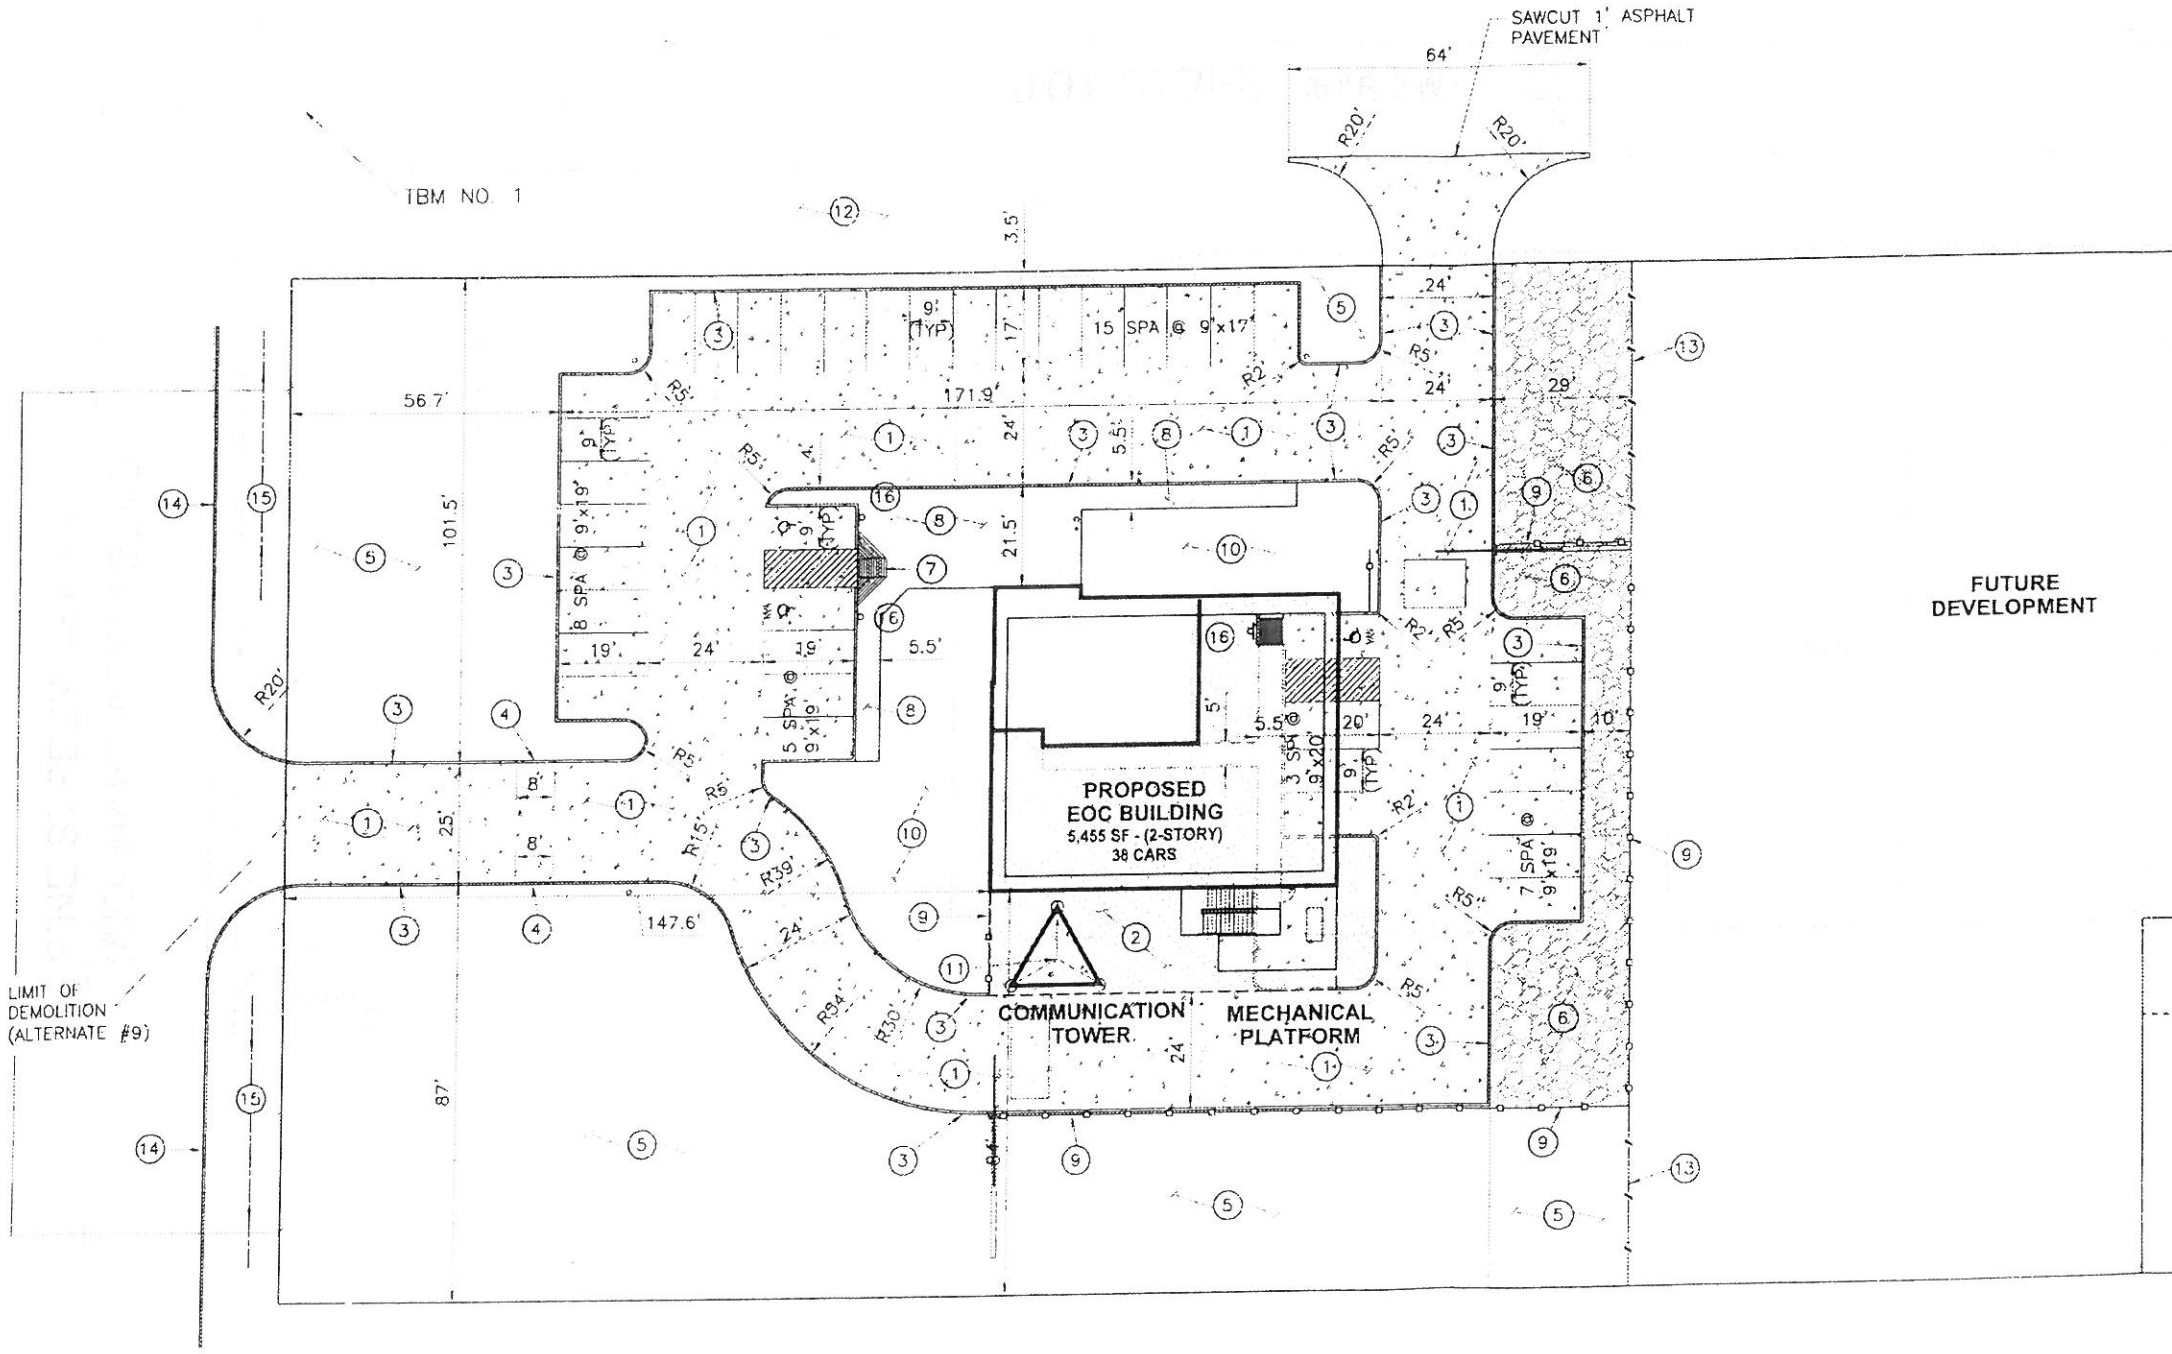 SAWCUT 1' ASPHALT
PAVEMENT
64'
R20'
R20'
TBM NO. 1
12
3.5'
24'
5
3
3
9'
(TYP)
17'
15 SPA @ 9'x17'
13
R5'
R2'
R5'
56.7'
171.9'
24'
29'
9'
(TYP)
1
24'
3
5.5'
8
1
3
R5'
3
R5'
4'
14
15
16
8
9'
(TYP)
3
1
9
6
101.5'
8 SPA @ 9'x19'
1
21.5'
10
5
3
7
6
FUTURE
DEVELOPMENT
16
16
R2'
R5'
3
19'
24'
19'
5.5'
9'
(TYP)
R20'
3
4
5 SPA @
9'x19'
8
5'
5.5'
3 SP @
9'x20'
20'
9'
(TYP)
24'
19'
10'
R5'
8'
R5'
PROPOSED
EOC BUILDING
5,455 SF - (2-STORY)
38 CARS
R2'
1
1
25'
1
8'
R15'
3
10
7 SPA @
9'x19'
9
R39'
R5'
3
4
147.6'
24'
9
2
11
LIMIT OF
DEMOLITION
(ALTERNATE #9)
R5'
COMMUNICATION
TOWER
MECHANICAL
PLATFORM
R54'
R30'
3
24'
3
6
15
87'
1
1
14
5
3
9
9
13
5
5